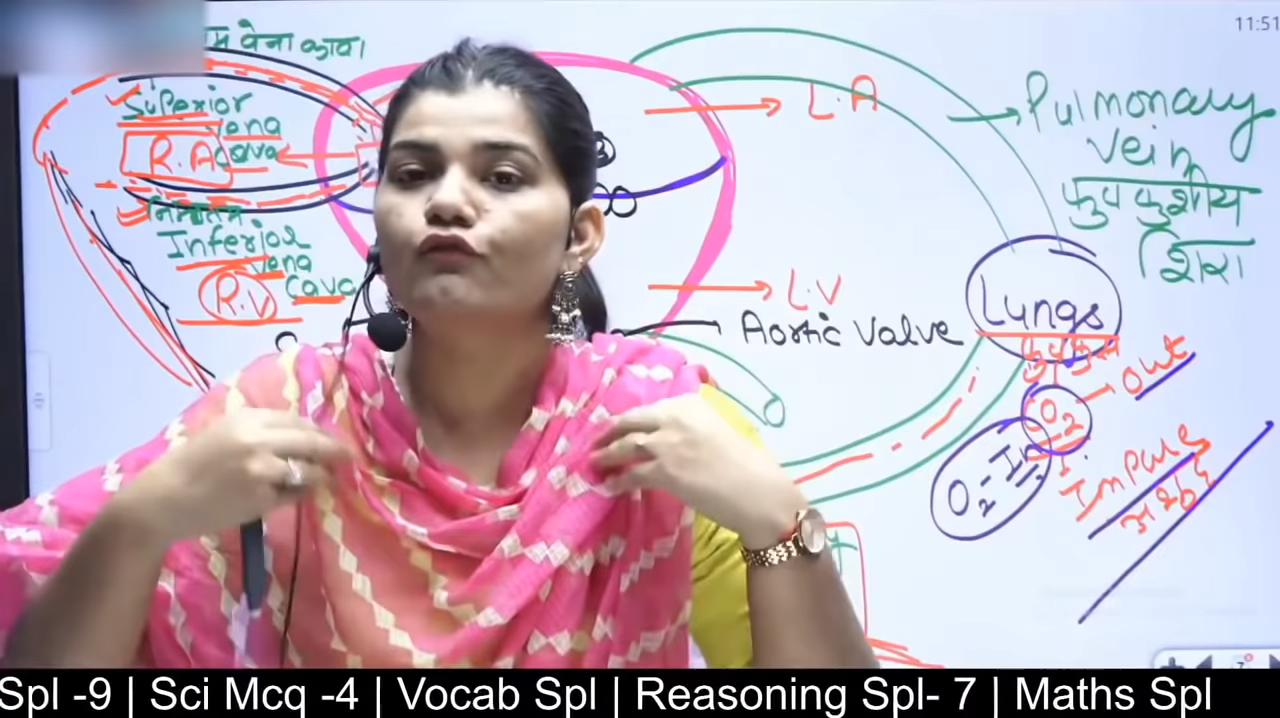 वेना कावा
11:51
Superior
vena
cava
R.A
Inferior
vena
cava
R.V
L.A
L.V
Aortic valve
Pulmonary
vein
फुफ्फुसीय
शिरा
Lungs
O2
→ Out
O2 - In
Impure
Spl -9 | Sci Mcq -4 | Vocab Spl | Reasoning Spl- 7 | Maths Spl